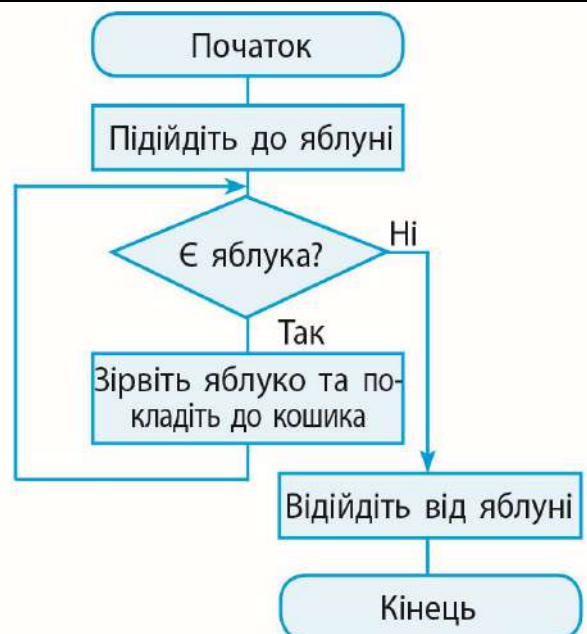 Початок
Підійдіть до яблуні
Є яблука?
Ні
Так
Зірвіть яблуко та по-
кладіть до кошика
Відійдіть від яблуні
Кінець